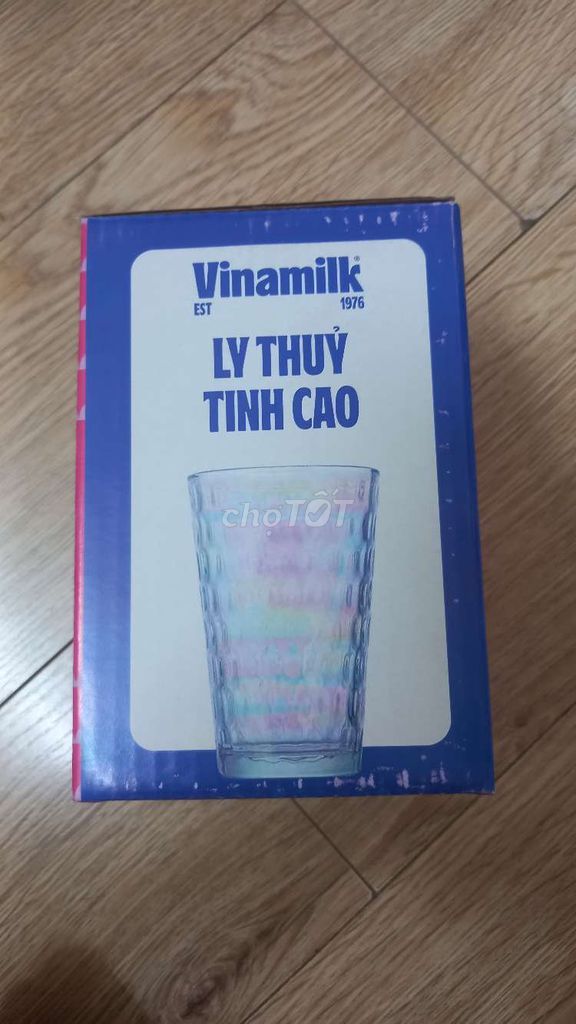 Vinamilk®
EST 1976
LY THUỶ
TINH CAO
chợTỐT